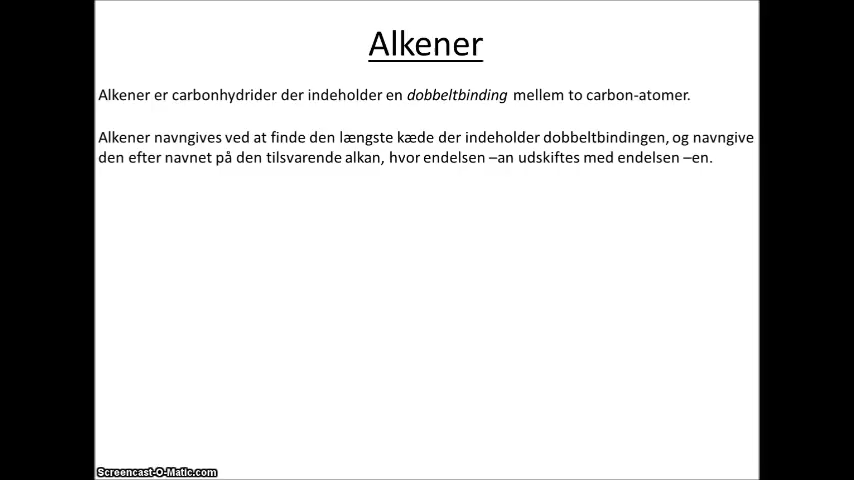 Alkener
Alkener er carbonhydrider der indeholder en dobbeltbinding mellem to carbon-atomer.
Alkener navngives ved at finde den længste kæde der indeholder dobbeltbindingen, og navngive
den efter navnet på den tilsvarende alkan, hvor endelsen –an udskiftes med endelsen –en.
Screencast-O-Matic.com